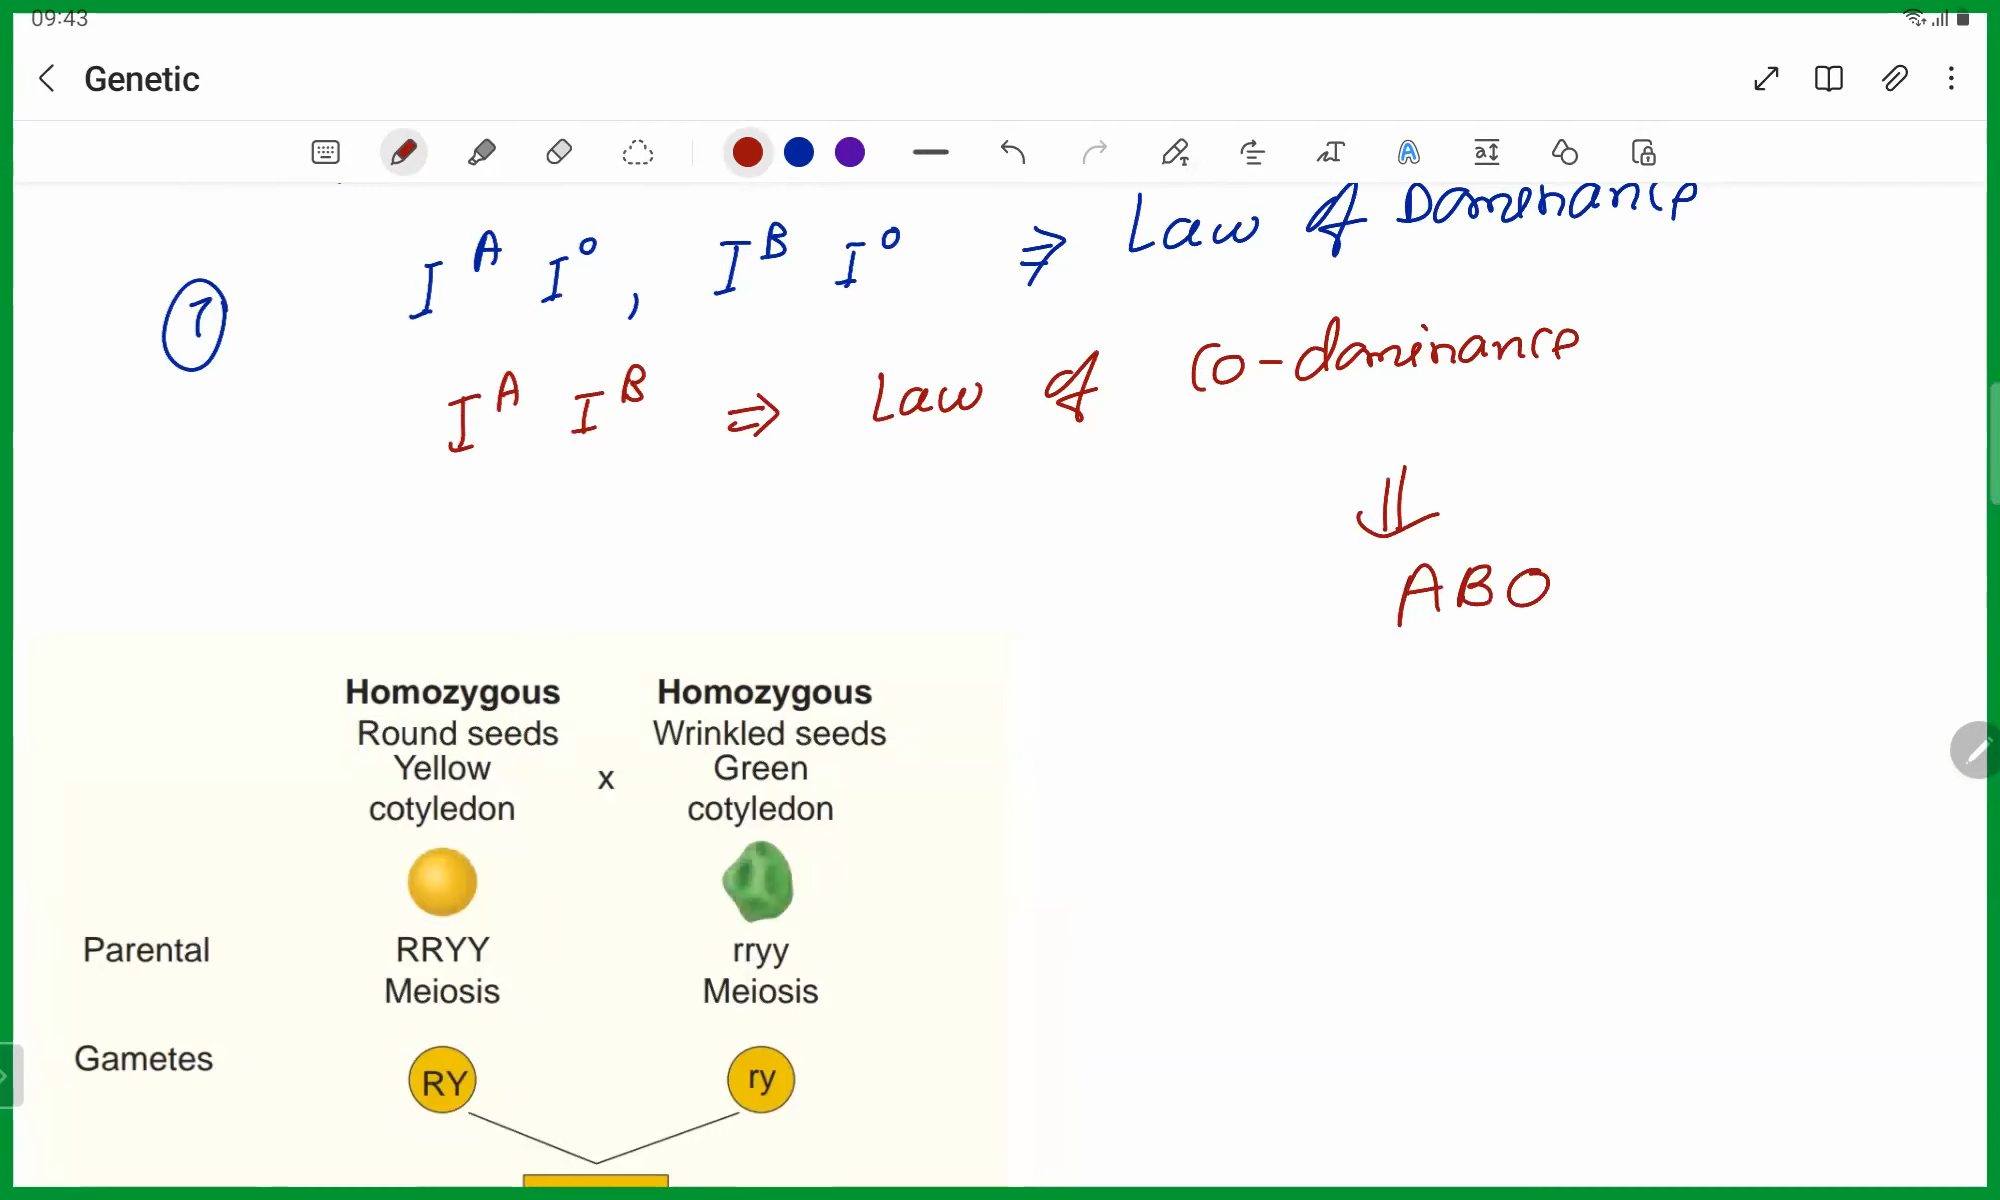 09:43
Genetic
I^A I^o, I^B I^o ⇒ Law of Dominance
7
I^A I^B ⇒ Law of Co-dominance
ABO
Homozygous Homozygous
Round seeds Wrinkled seeds
Yellow Green
x
cotyledon cotyledon
Parental RRYY rryy
Meiosis Meiosis
Gametes RY ry